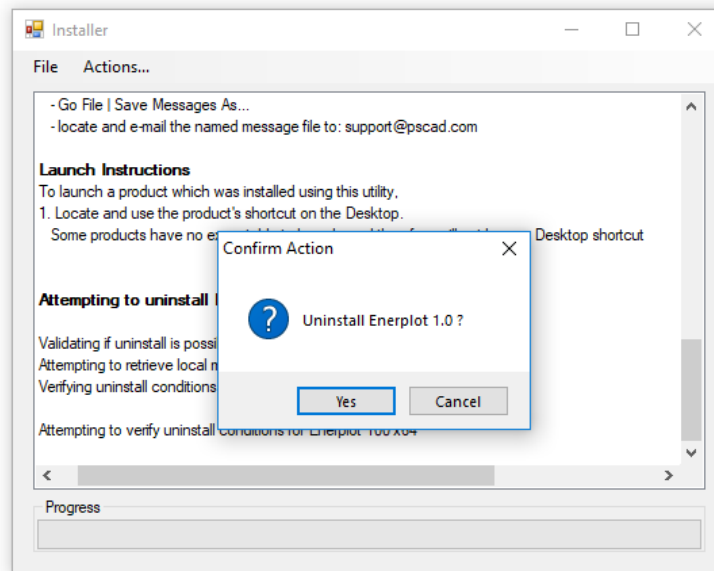 Installer
File Actions...
- Go File | Save Messages As...
- locate and e-mail the named message file to: support@pscad.com
Launch Instructions
To launch a product which was installed using this utility,
1. Locate and use the product's shortcut on the Desktop.
Some products have no Desktop shortcut
Confirm Action
Attempting to uninstall
Uninstall Enerplot 1.0 ?
Validating if uninstall is
Attempting to retrieve local
Verifying uninstall conditions
Yes Cancel
Attempting to verify uninstall conditions for Enerplot 100 x64
Progress